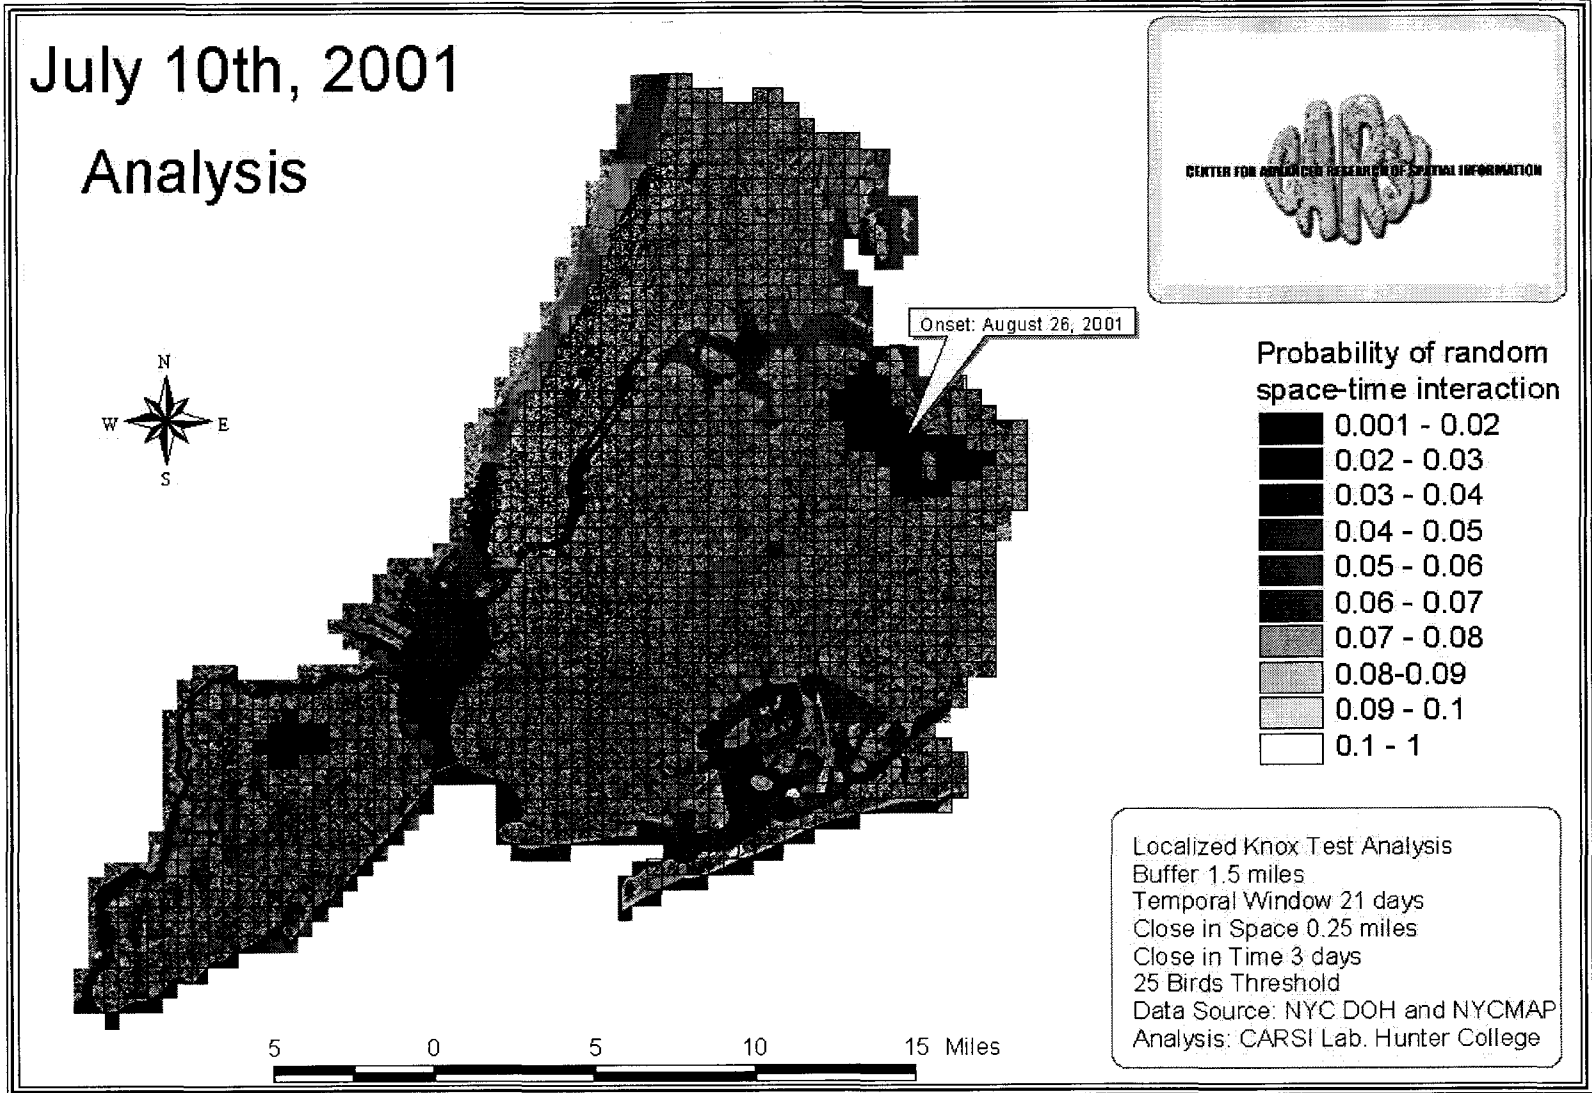 July 10th, 2001
Analysis
CARSI
CENTER FOR ADVANCED RESEARCH OF SPATIAL INFORMATION
Onset: August 26, 2001
N
W
E
S
Probability of random
space-time interaction
0.001 - 0.02
0.02 - 0.03
0.03 - 0.04
0.04 - 0.05
0.05 - 0.06
0.06 - 0.07
0.07 - 0.08
0.08-0.09
0.09 - 0.1
0.1 - 1
Localized Knox Test Analysis
Buffer 1.5 miles
Temporal Window 21 days
Close in Space 0.25 miles
Close in Time 3 days
25 Birds Threshold
Data Source: NYC DOH and NYCMAP
Analysis: CARSI Lab. Hunter College
5 0 5 10 15 Miles